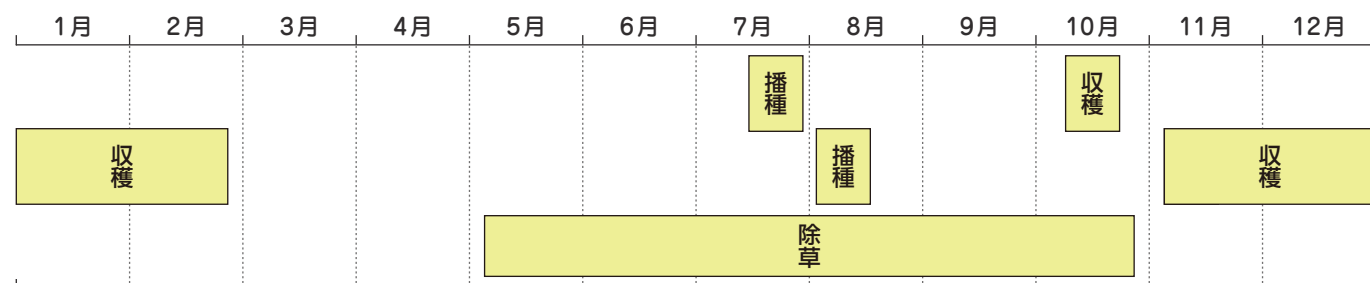 1月 2月 3月 4月 5月 6月 7月 8月 9月 10月 11月 12月
播種 収穫
収穫 播種 収穫
除草